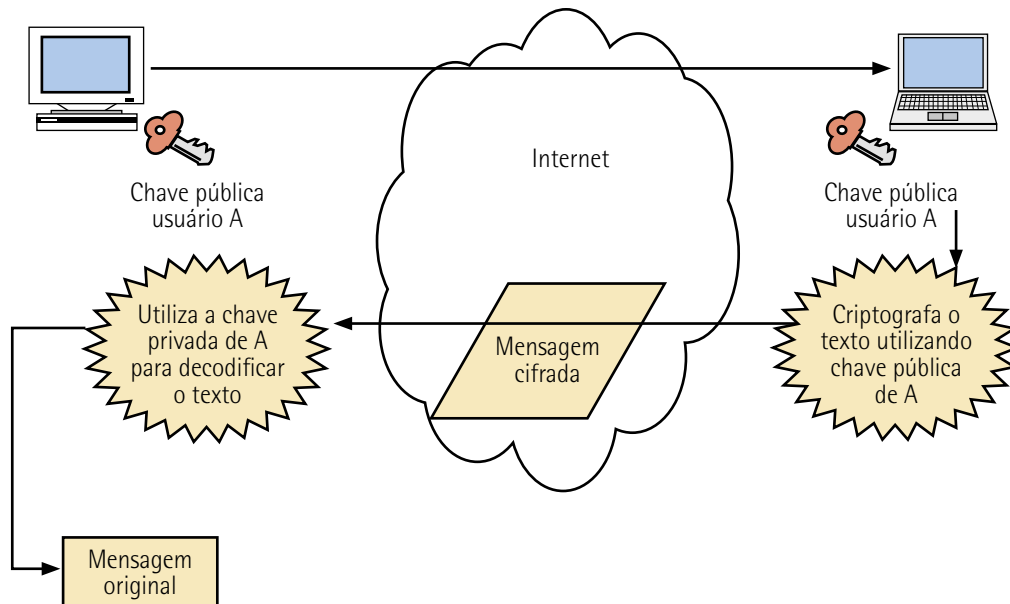 Internet
Chave pública
usuário A
Chave pública
usuário A
Utiliza a chave
privada de A
para decodificar
o texto
Mensagem
cifrada
Criptografa o
texto utilizando
chave pública
de A
Mensagem
original